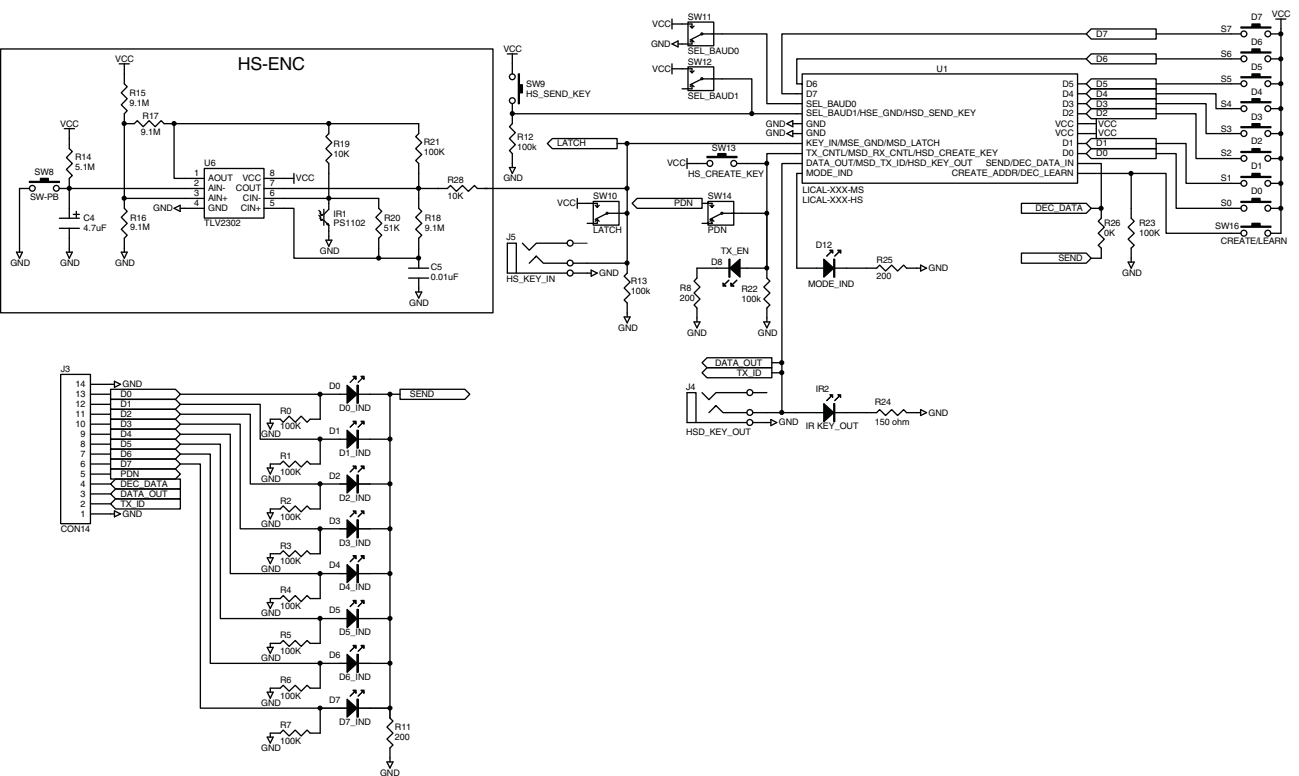 HS-ENC
VCC
R15
9.1M
R17
9.1M
VCC
R14
5.1M
SW8
SW-PB
C4
4.7uF
+
R16
9.1M
GND
GND
GND
U6
1 AOUT VCC 8 VCC
2 AIN- COUT 7
3 AIN+ CIN- 6
GND 4 GND CIN+ 5
TLV2302
R19
10K
R21
100K
IR1
PS1102
GND
R20
51K
R18
9.1M
C5
0.01uF
GND
R28
10K
VCC
SW9
HS_SEND_KEY
R12
100k
GND
LATCH
VCC
SW10
LATCH
J5
HS_KEY_IN
GND
R13
100k
GND
VCC
SW11
GND
SEL_BAUD0
VCC
SW12
SEL_BAUD1
SW13
VCC
HS_CREATE_KEY
PDN
SW14
PDN
TX_EN
D8
R8
200
GND
R22
100k
GND
U1
D6
D7
SEL_BAUD0
SEL_BAUD1/HSE_GND/HSD_SEND_KEY
GND GND
GND GND
KEY_IN/MSE_GND/MSD_LATCH
TX_CNTL/MSD_RX_CNTL/HSD_CREATE_KEY
DATA_OUT/MSD_TX_ID/HSD_KEY_OUT
MODE_IND
D5
D4
D3
D2
VCC
VCC
D1
D0
SEND/DEC_DATA_IN
CREATE_ADDR/DEC_LEARN
LICAL-XXX-MS
LICAL-XXX-HS
D7
D6
D5
D4
D3
D2
VCC
VCC
D1
D0
VCC
D7
S7
D6
S6
D5
S5
D4
S4
D3
S3
D2
S2
D1
S1
D0
S0
SW16
CREATE/LEARN
DEC_DATA
R26
0K
R23
100K
SEND
GND
D12
MODE_IND
R25
200
GND
DATA_OUT
TX_ID
J4
HSD_KEY_OUT
GND
IR2
IR KEY_OUT
R24
150 ohm
GND
J3
14 GND
13 D0
12 D1
11 D2
10 D3
9 D4
8 D5
7 D6
6 D7
5 PDN
4 DEC_DATA
3 DATA_OUT
2 TX_ID
1 GND
CON14
D0
D0_IND
SEND
R0
100K
GND
D1
D1_IND
R1
100K
GND
D2
D2_IND
R2
100K
GND
D3
D3_IND
R3
100K
GND
D4
D4_IND
R4
100K
GND
D5
D5_IND
R5
100K
GND
D6
D6_IND
R6
100K
GND
D7
D7_IND
R7
100K
GND
R11
200
GND